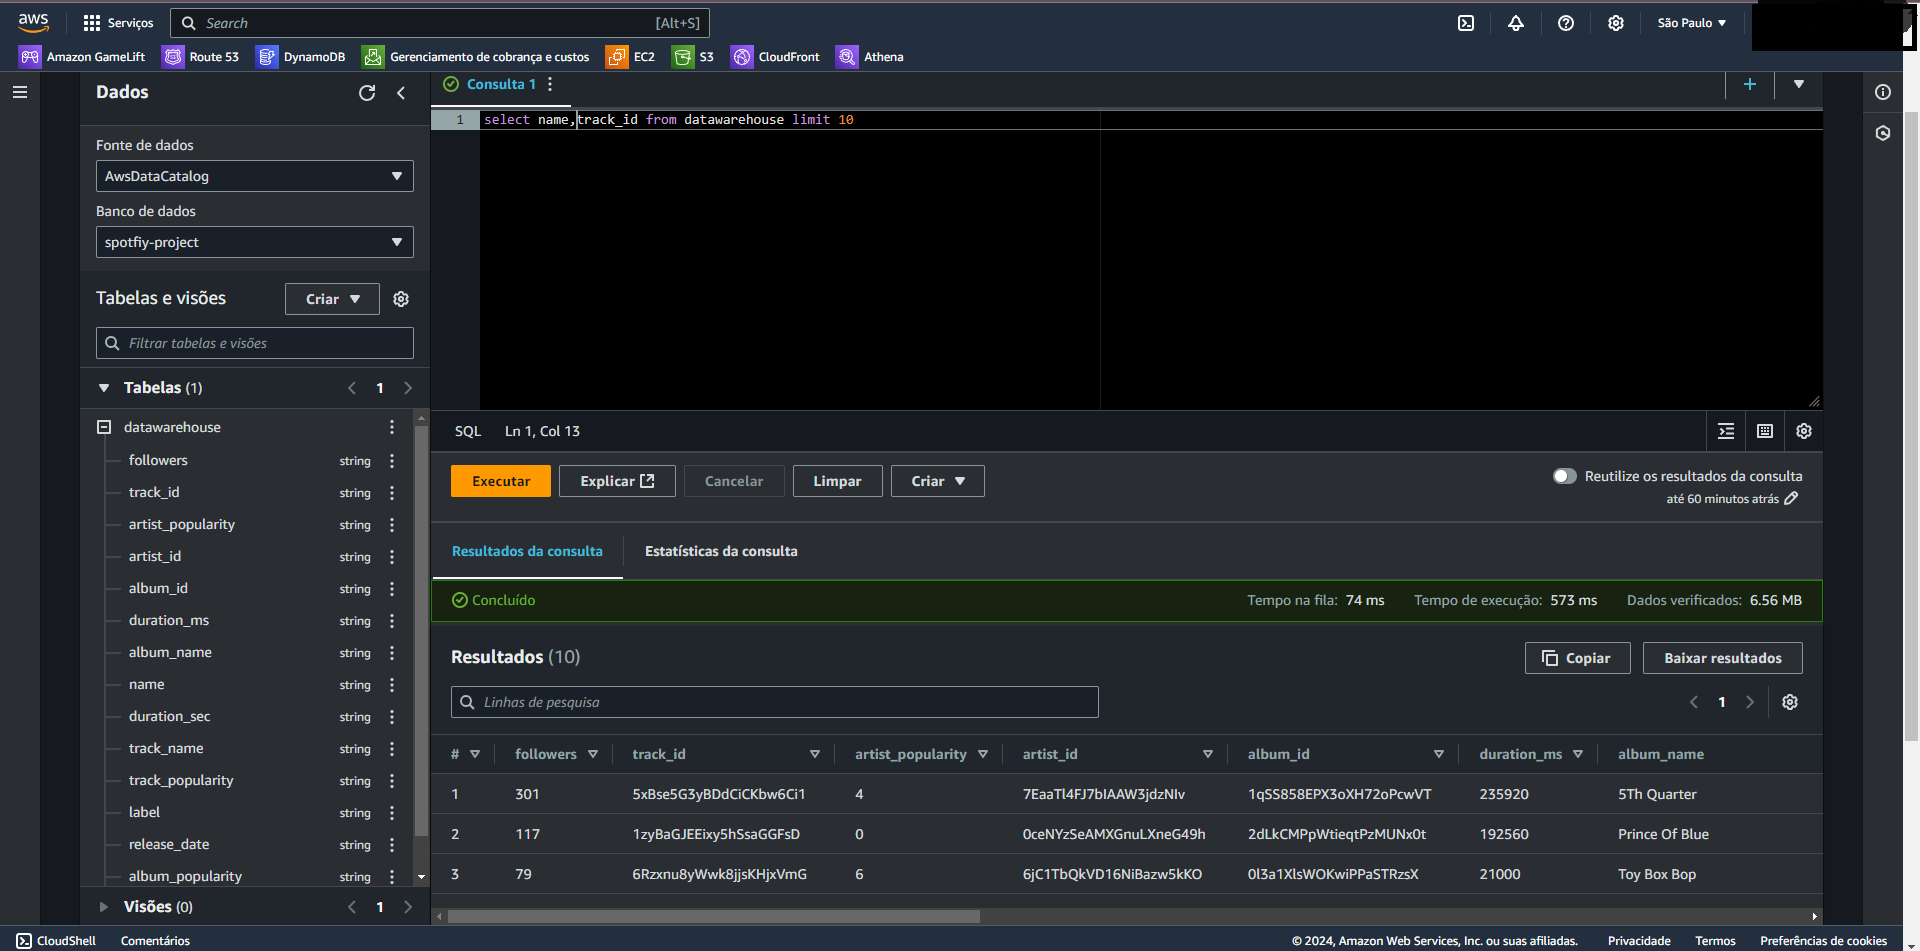 aws Serviços Search [Alt+S] São Paulo
Amazon GameLift Route 53 DynamoDB Gerenciamento de cobrança e custos EC2 S3 CloudFront Athena
Dados
Fonte de dados
AwsDataCatalog
Banco de dados
spotfiy-project
Tabelas e visões Criar
Filtrar tabelas e visões
Tabelas (1) 1
datawarehouse
followers string
track_id string
artist_popularity string
artist_id string
album_id string
duration_ms string
album_name string
name string
duration_sec string
track_name string
track_popularity string
label string
release_date string
album_popularity string
Visões (0) 1
Consulta 1
1 select name,track_id from datawarehouse limit 10
SQL Ln 1, Col 13
Executar Explicar Cancelar Limpar Criar
Reutilize os resultados da consulta
até 60 minutos atrás
Resultados da consulta Estatísticas da consulta
Concluído Tempo na fila: 74 ms Tempo de execução: 573 ms Dados verificados: 6.56 MB
Resultados (10) Copiar Baixar resultados
Linhas de pesquisa 1
# followers track_id artist_popularity artist_id album_id duration_ms album_name
1 301 5xBse5G3yBDdCiCKbw6Ci1 4 7EaaTl4FJ7bIAAW3jdzNIv 1qSS858EPX3oXH72oPcwVT 235920 5Th Quarter
2 117 1zyBaGJEEixy5hSsaGGFsD 0 0ceNYzSeAMXGnuLXneG49h 2dLkCMPpWtieqtPzMUNx0t 192560 Prince Of Blue
3 79 6Rzxnu8yWwk8jjsKHjxVmG 6 6jC1TbQkVD16NiBazw5kKO 0l3a1XlsWOKwiPPaSTRzsX 21000 Toy Box Bop
CloudShell Comentários © 2024, Amazon Web Services, Inc. ou suas afiliadas. Privacidade Termos Preferências de cookies